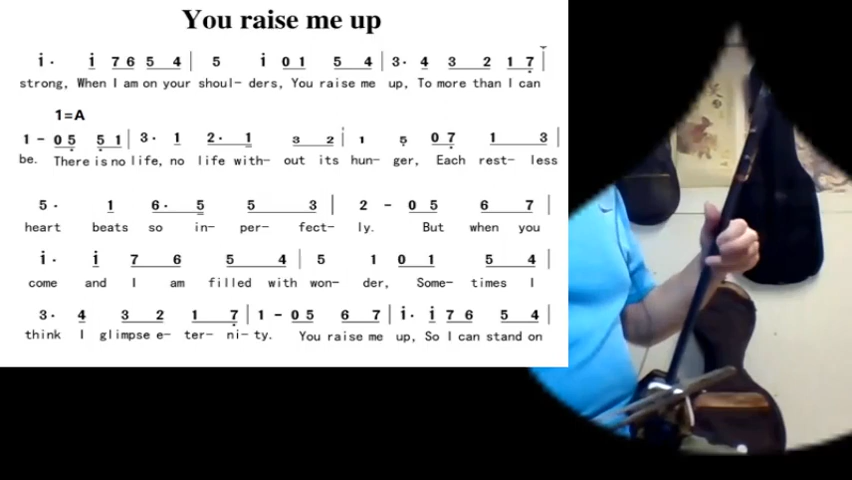 You raise me up
i· i 7 6 5 4 | 5 i 0 1 5 4 | 3· 4 3 2 1 7 |
strong, When I am on your shoul- ders, You raise me up, To more than I can
1=A
1 - 0 5 5 1 | 3· 1 2· 1 3 2 | 1 5 0 7 1 3 |
be. There is no life, no life with- out its hun- ger, Each rest- less
5· 1 6· 5 5 3 | 2 - 0 5 6 7 |
heart beats so in- per- fect- ly. But when you
i· i 7 6 5 4 | 5 1 0 1 5 4 |
come and I am filled with won- der, Some- times I
3· 4 3 2 1 7 | 1 - 0 5 6 7 | i· i 7 6 5 4 |
think I glimpse e- ter- ni- ty. You raise me up, So I can stand on